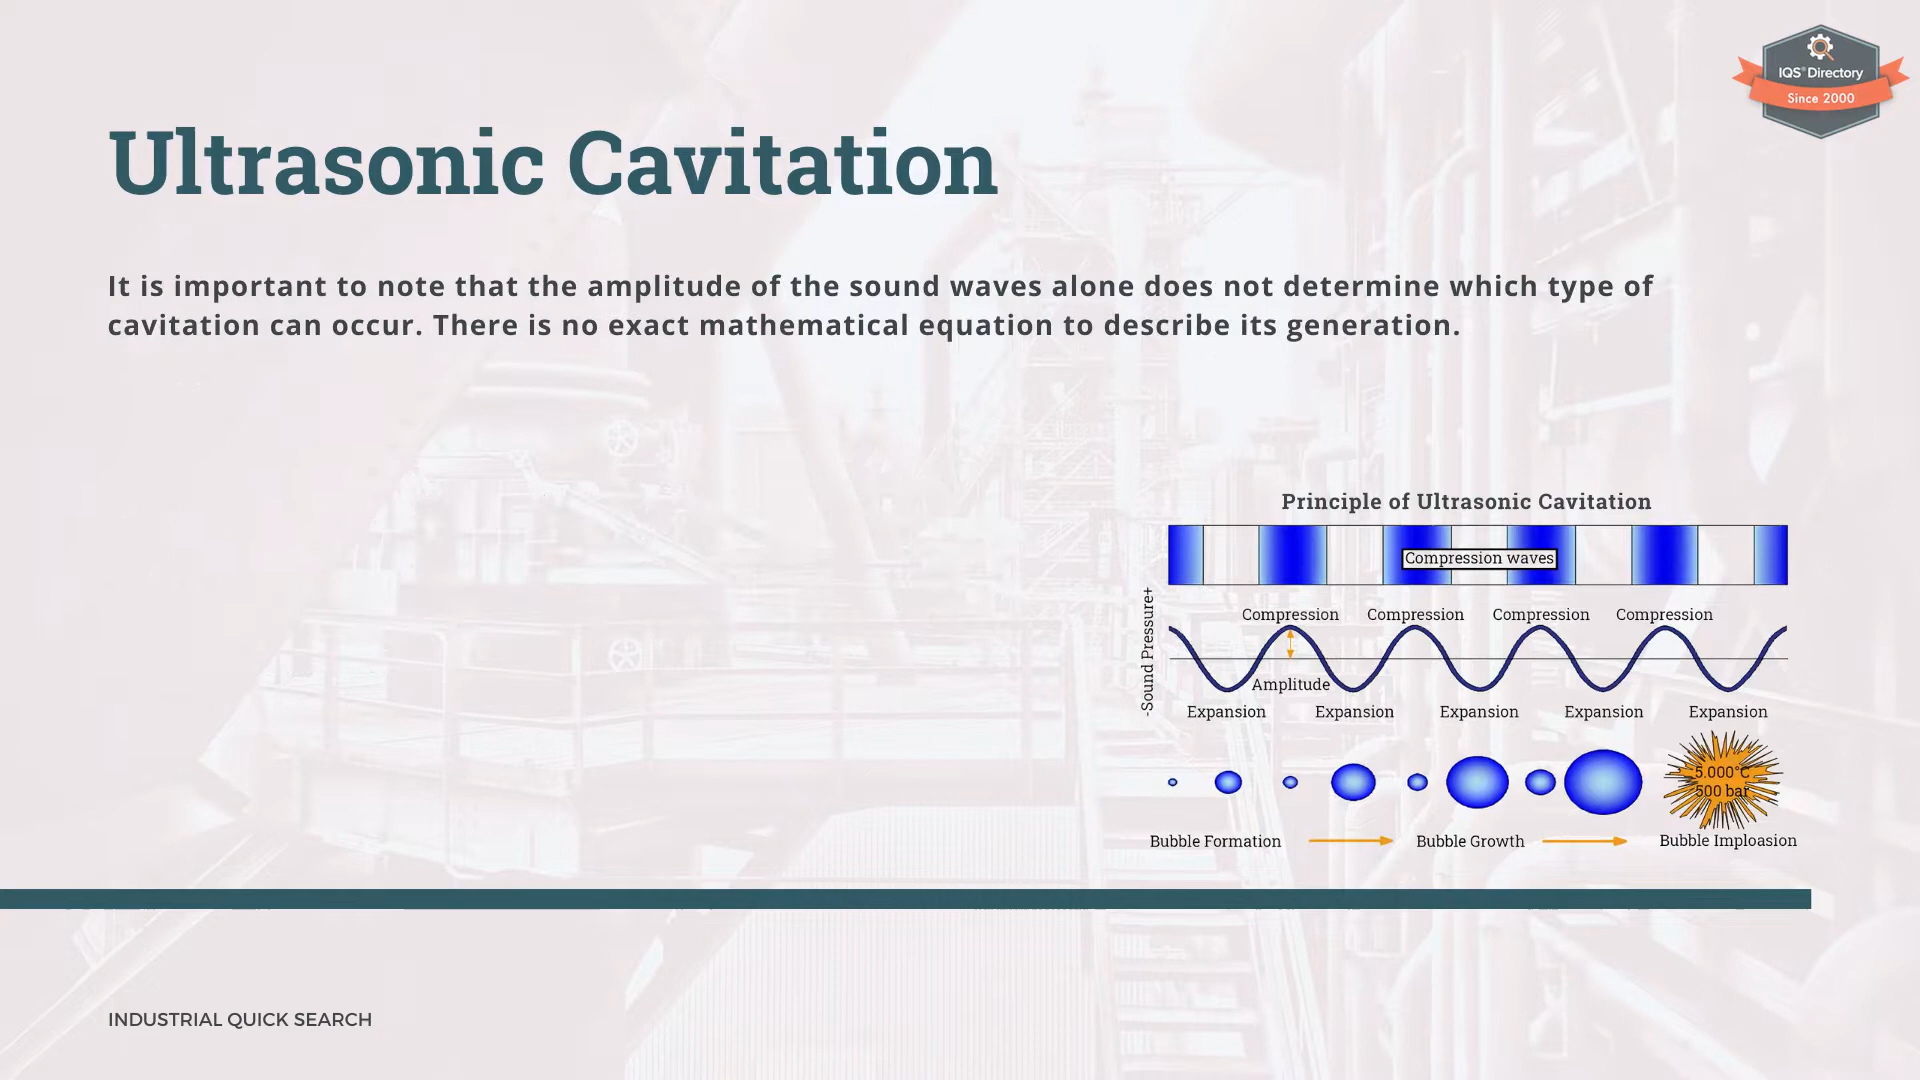 IQS® Directory
Since 2000
Ultrasonic Cavitation
It is important to note that the amplitude of the sound waves alone does not determine which type of
cavitation can occur. There is no exact mathematical equation to describe its generation.
Principle of Ultrasonic Cavitation
Compression waves
-Sound Pressure+
Compression Compression Compression Compression
Amplitude
Expansion Expansion Expansion Expansion Expansion
5.000°C
500 bar
Bubble Formation Bubble Growth Bubble Imploasion
INDUSTRIAL QUICK SEARCH